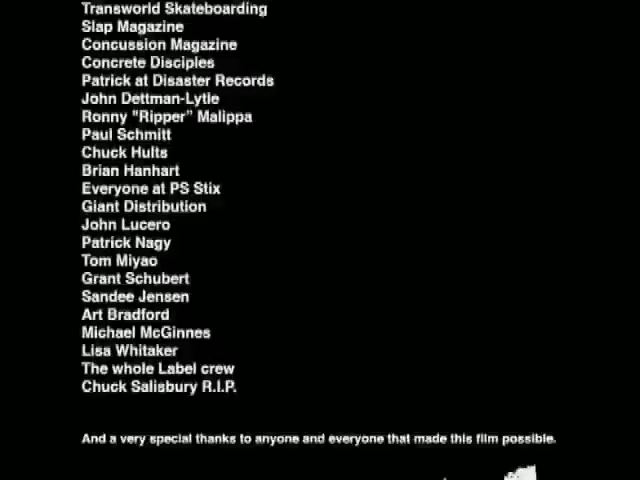 Transworld Skateboarding
Slap Magazine
Concussion Magazine
Concrete Disciples
Patrick at Disaster Records
John Dettman-Lytle
Ronny "Ripper” Malippa
Paul Schmitt
Chuck Hults
Brian Hanhart
Everyone at PS Stix
Giant Distribution
John Lucero
Patrick Nagy
Tom Miyao
Grant Schubert
Sandee Jensen
Art Bradford
Michael McGinnes
Lisa Whitaker
The whole Label crew
Chuck Salisbury R.I.P.
And a very special thanks to anyone and everyone that made this film possible.